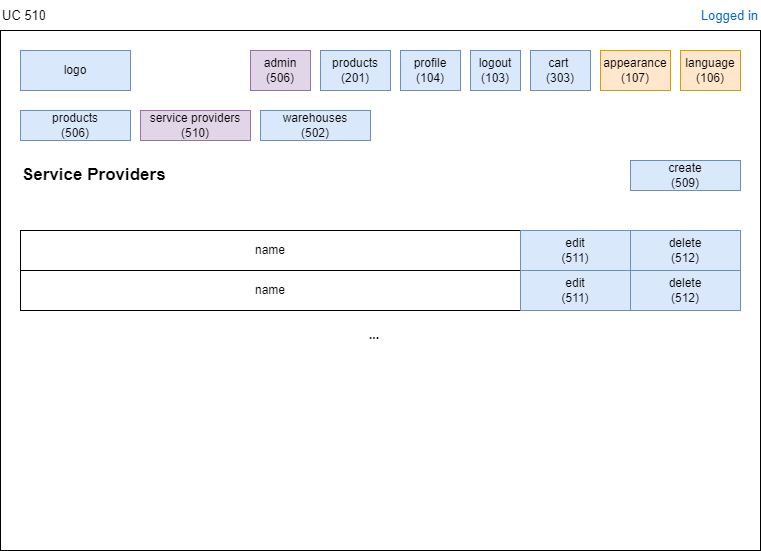 UC 510
Logged in
logo
admin
(506)
products
(201)
profile
(104)
logout
(103)
cart
(303)
appearance
(107)
language
(106)
products
(506)
service providers
(510)
warehouses
(502)
Service Providers
create
(509)
name
edit
(511)
delete
(512)
name
edit
(511)
delete
(512)
...